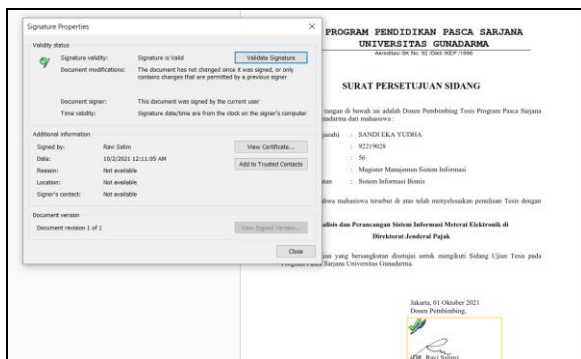 Signature Properties
Validity status
Signature validity: Signature is Valid
Validate Signature
Document modifications: The document has not changed since it was signed, or only
contains changes that are permitted by a previous signer
Document signer: This document was signed by the current user
Time validity: Signature date/time are from the clock on the signer's computer
Additional information
Signed by: Ravi Salim
View Certificate...
Date: 10/2/2021 12:11:05 AM
Add to Trusted Contacts
Reason: Not available
Location: Not available
Signer's contact: Not available
Document version
Document revision 1 of 1
View Signed Version...
Close
PROGRAM PENDIDIKAN PASCA SARJANA
UNIVERSITAS GUNADARMA
SURAT PERSETUJUAN SIDANG
tangan di bawah ini adalah Dosen Pembimbing Tesis Program Pasca Sarjana
dari mahasiswa :
: SANDI EKA YUDHA
: 92219028
: 56
: Magister Manajemen Sistem Informasi
: Sistem Informasi Bisnis
mahasiswa tersebut di atas telah menyelesaikan penulisan Tesis dengan
dan Perancangan Sistem Informasi Meterai Elektronik di
Direktorat Jenderal Pajak
yang bersangkutan disetujui untuk mengikuti Sidang Ujian Tesis pada
Program Pasca Sarjana Universitas Gunadarma.
Jakarta, 01 Oktober 2021
Dosen Pembimbing,
(DR. Ravi Salim)